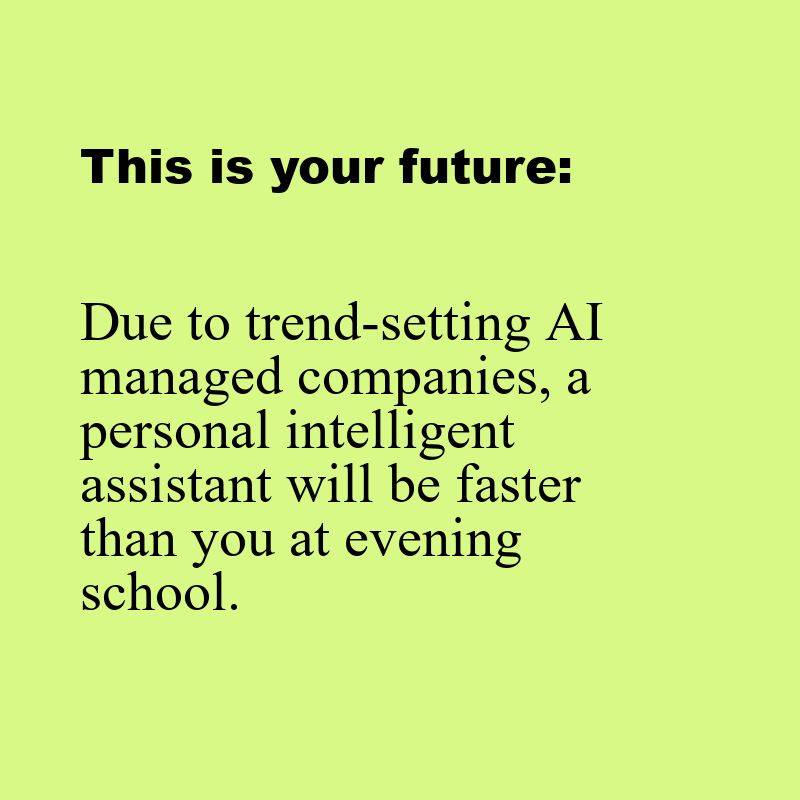 This is your future:
Due to trend-setting AI
managed companies, a
personal intelligent
assistant will be faster
than you at evening
school.